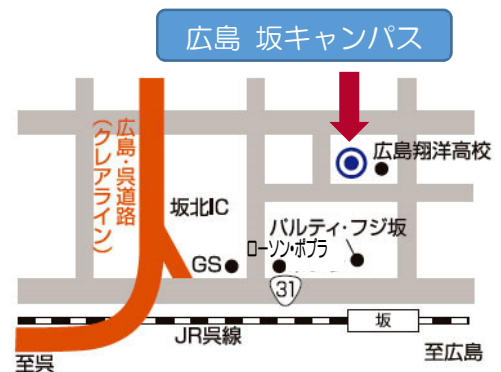 広島 坂キャンパス
広島・呉道路
(クレアライン)
広島翔洋高校
坂北IC
パルティ・フジ坂
ローソン・ポプラ
GS
31
坂
JR呉線
至呉
至広島